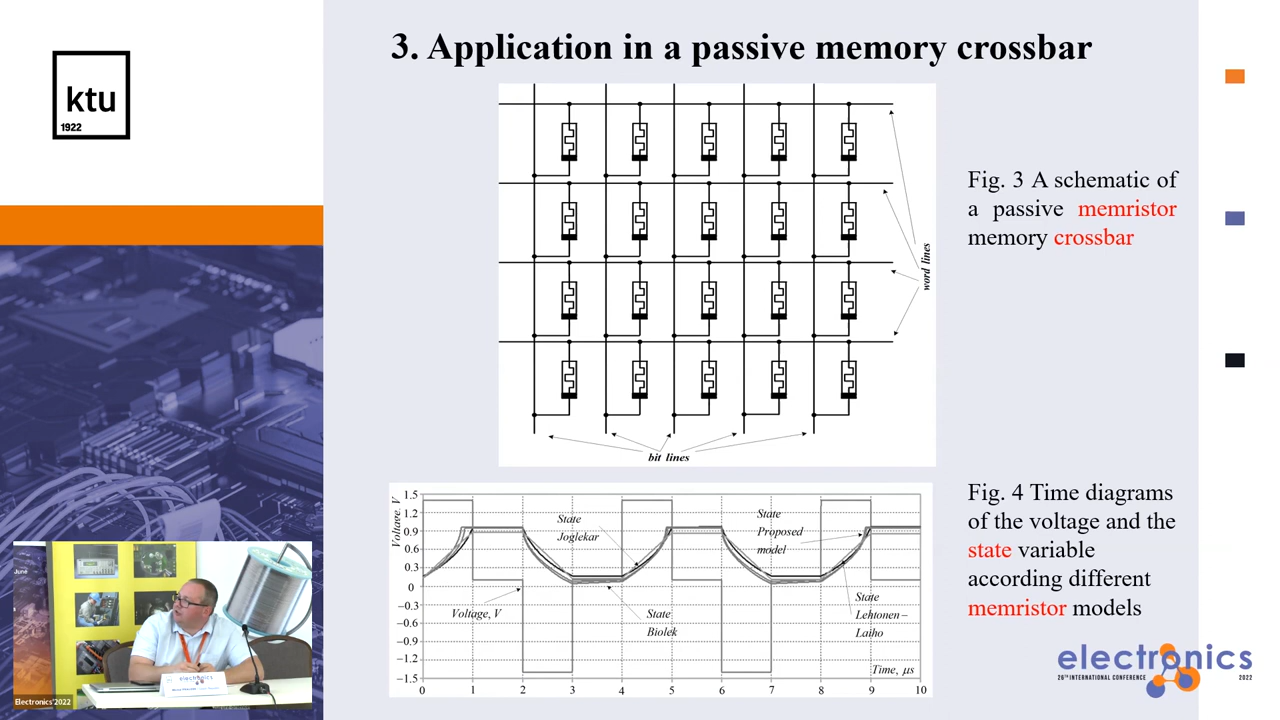 3. Application in a passive memory crossbar
ktu
1922
word lines
bit lines
Fig. 3 A schematic of
a passive memristor
memory crossbar
Voltage, V
1.5
1.2
0.9
0.6
0.3
0
−0.3
−0.6
−0.9
−1.2
−1.5
State
Joglekar
State
Proposed
model
Voltage, V
State
Biolek
State
Lehtonen–
Laiho
Time, μs
0 1 2 3 4 5 6 7 8 9 10
Fig. 4 Time diagrams
of the voltage and the
state variable
according different
memristor models
electronics
26TH INTERNATIONAL CONFERENCE 2022
June
electronics
Electronics'2022